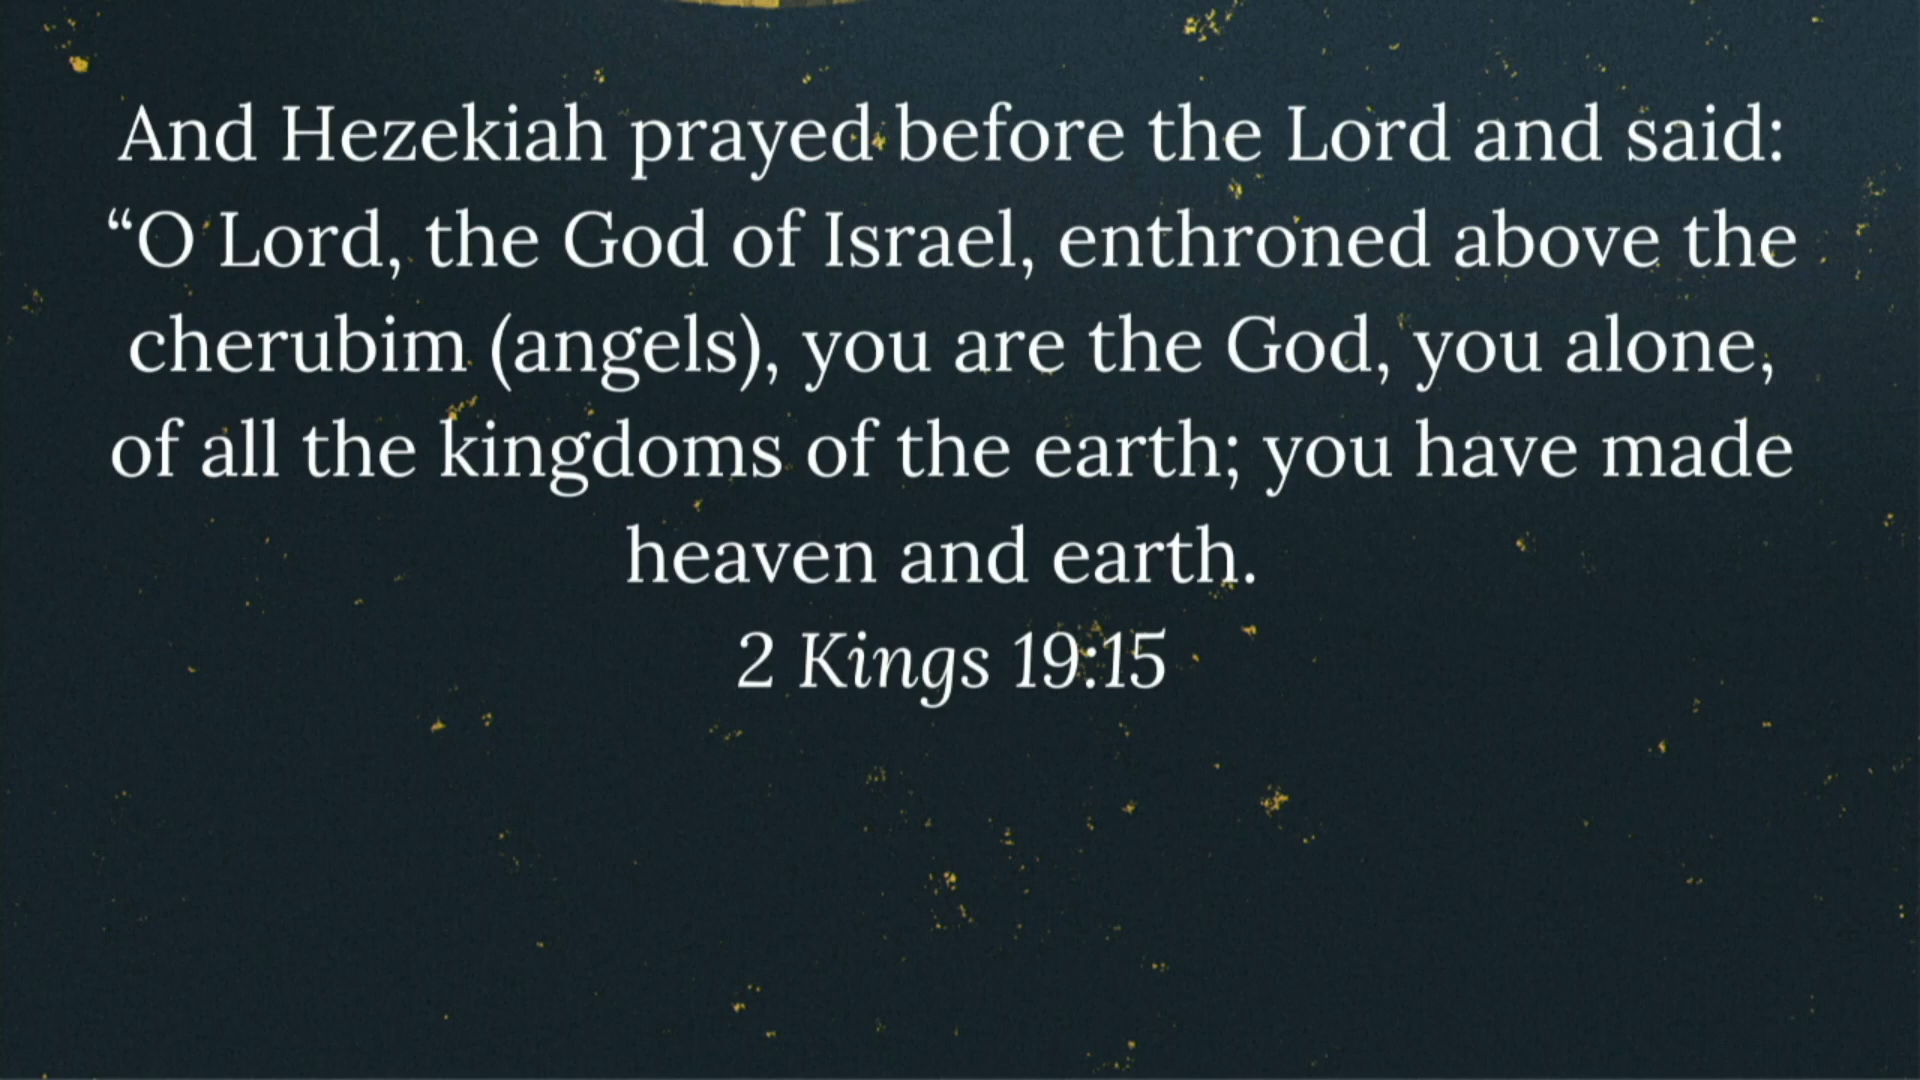 And Hezekiah prayed before the Lord and said:
“O Lord, the God of Israel, enthroned above the
cherubim (angels), you are the God, you alone,
of all the kingdoms of the earth; you have made
heaven and earth.
2 Kings 19:15